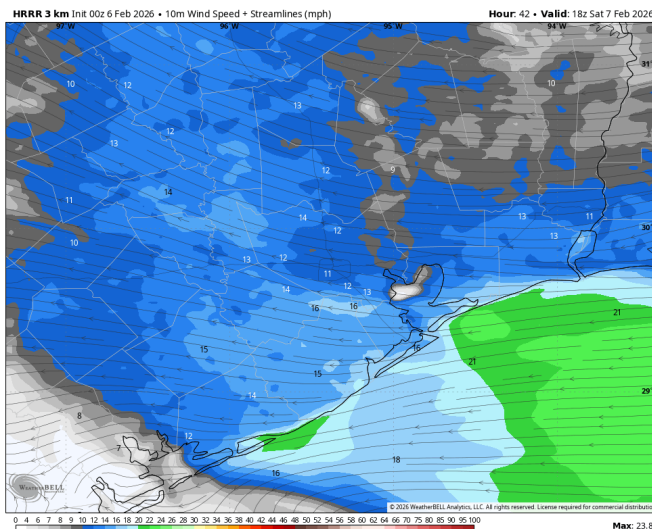 HRRR 3 km Init 00z 6 Feb 2026 • 10m Wind Speed + Streamlines (mph)
Hour: 42 • Valid: 18z Sat 7 Feb 2026
97 W 96 W 95 W 94 W
31°
10 12 10
13
12
13
12 9
14
11 14 13 11
12 30°
10 13
13 12
11
14 12 13
16 16
21
16
15 21
15
29°
14
8
12
7
18
16
WeatherBELL
© 2026 WeatherBELL Analytics, LLC. All rights reserved. License required for commercial distributio
0 4 6 7 8 9 10 12 14 16 18 20 22 24 26 28 30 32 34 36 38 40 42 44 46 48 50 52 54 56 58 60 62 64 66 70 75 80 85 90 95 100
Max: 23.8